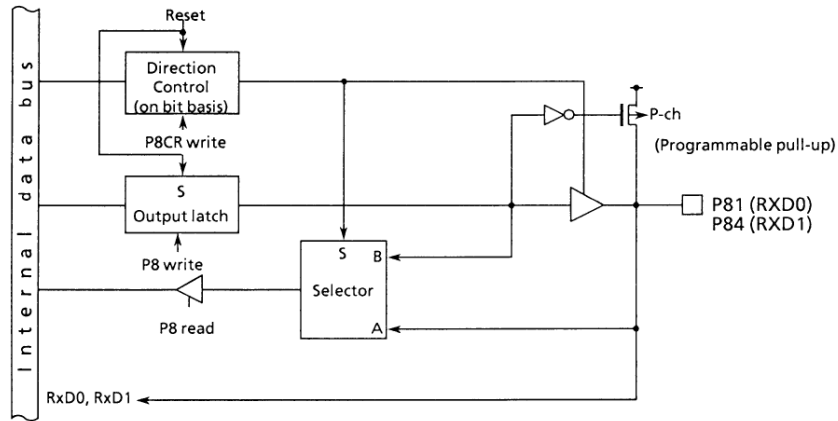 Internal data bus
Reset
Direction
Control
(on bit basis)
P8CR write
S
Output latch
P8 write
P8 read
S
B
Selector
A
P-ch
(Programmable pull-up)
P81 (RXD0)
P84 (RXD1)
RxD0, RxD1